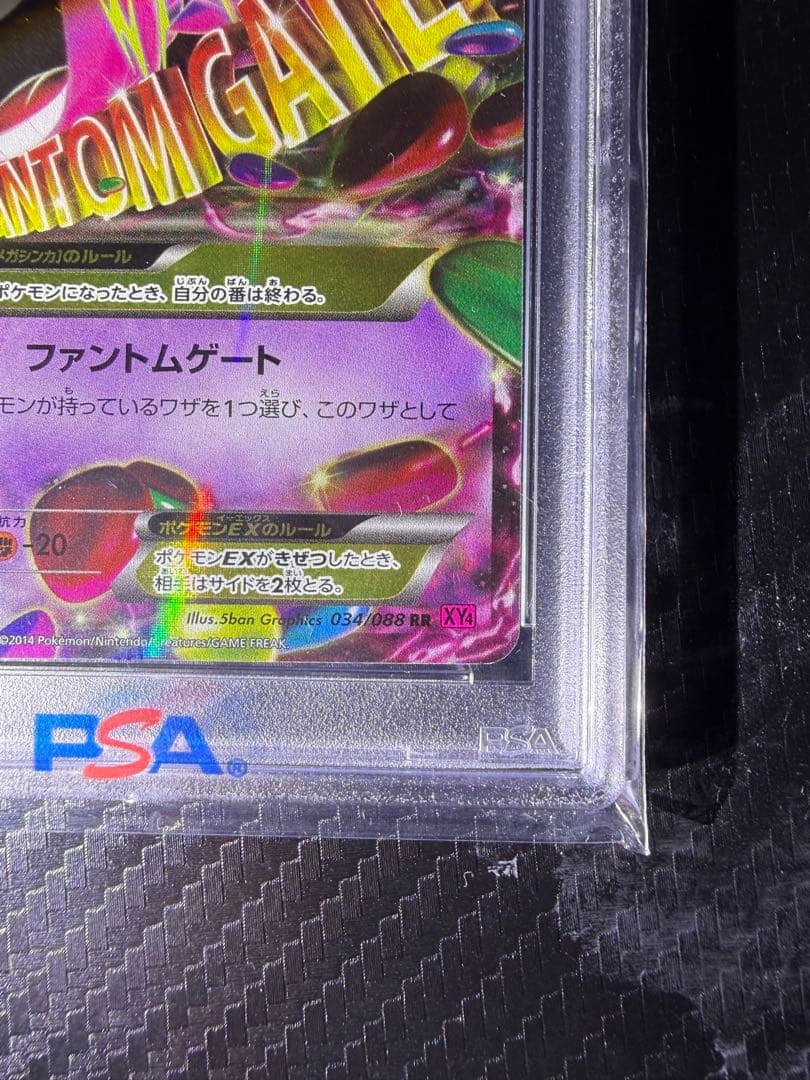 ANTOM GATE
メガシンカ]のルール
ポケモンになったとき、自分の番は終わる。
ファントムゲート
モンが持っているワザを1つ選び、このワザとして
抗力
-20
ポケモンEXのルール
ポケモンEXがきぜつしたとき、
相手はサイドを2枚とる。
Illus.5ban Graphics 034/088 RR XY4
©2014 Pokémon/Nintendo/Creatures/GAME FREAK.
PSA®
PSA